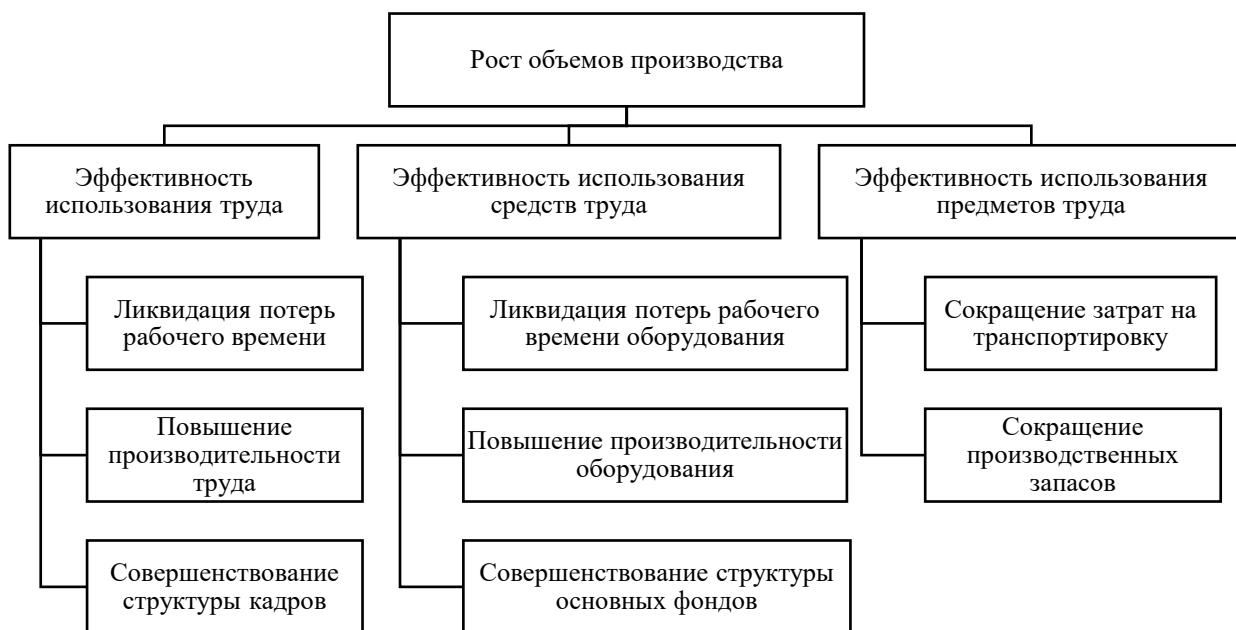 Рост объемов производства
Эффективность
использования труда
Ликвидация потерь
рабочего времени
Повышение
производительности
труда
Совершенствование
структуры кадров
Эффективность использования
средств труда
Ликвидация потерь рабочего
времени оборудования
Повышение производительности
оборудования
Совершенствование структуры
основных фондов
Эффективность использования
предметов труда
Сокращение затрат на
транспортировку
Сокращение
производственных
запасов